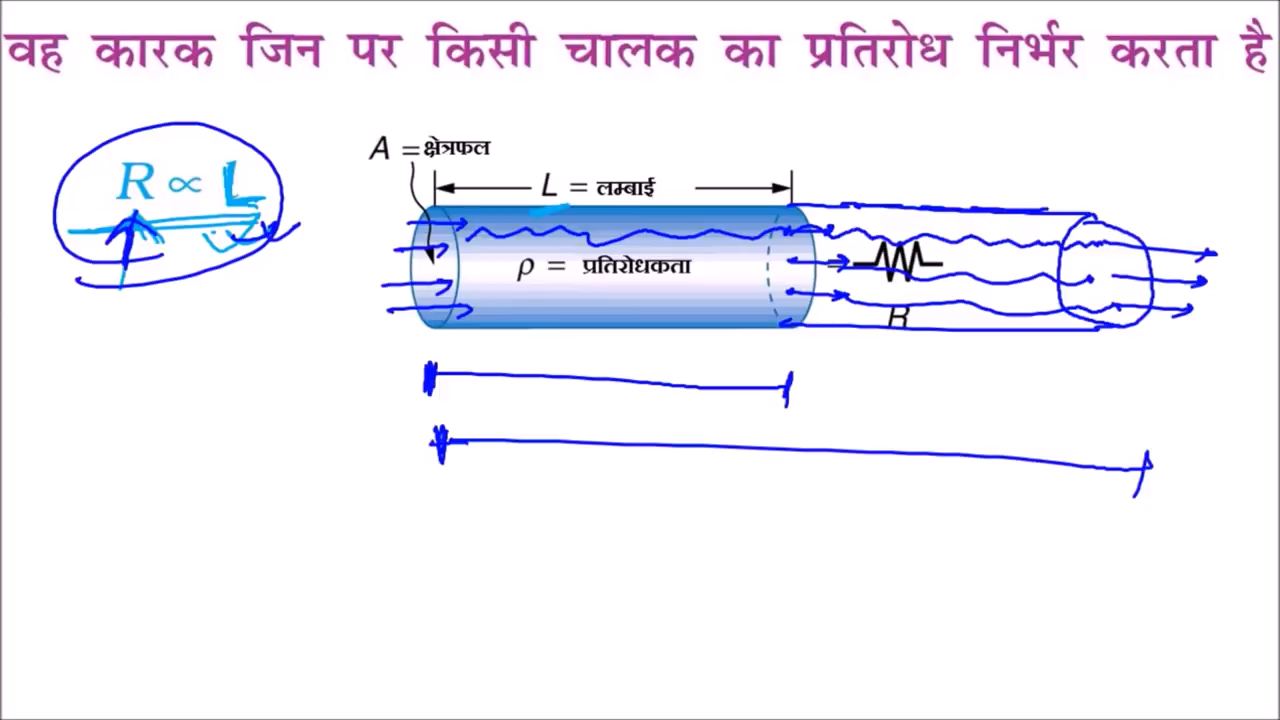 वह कारक जिन पर किसी चालक का प्रतिरोध निर्भर करता है
R ∝ L
A = क्षेत्रफल
L = लम्बाई
ρ = प्रतिरोधकता
=
R